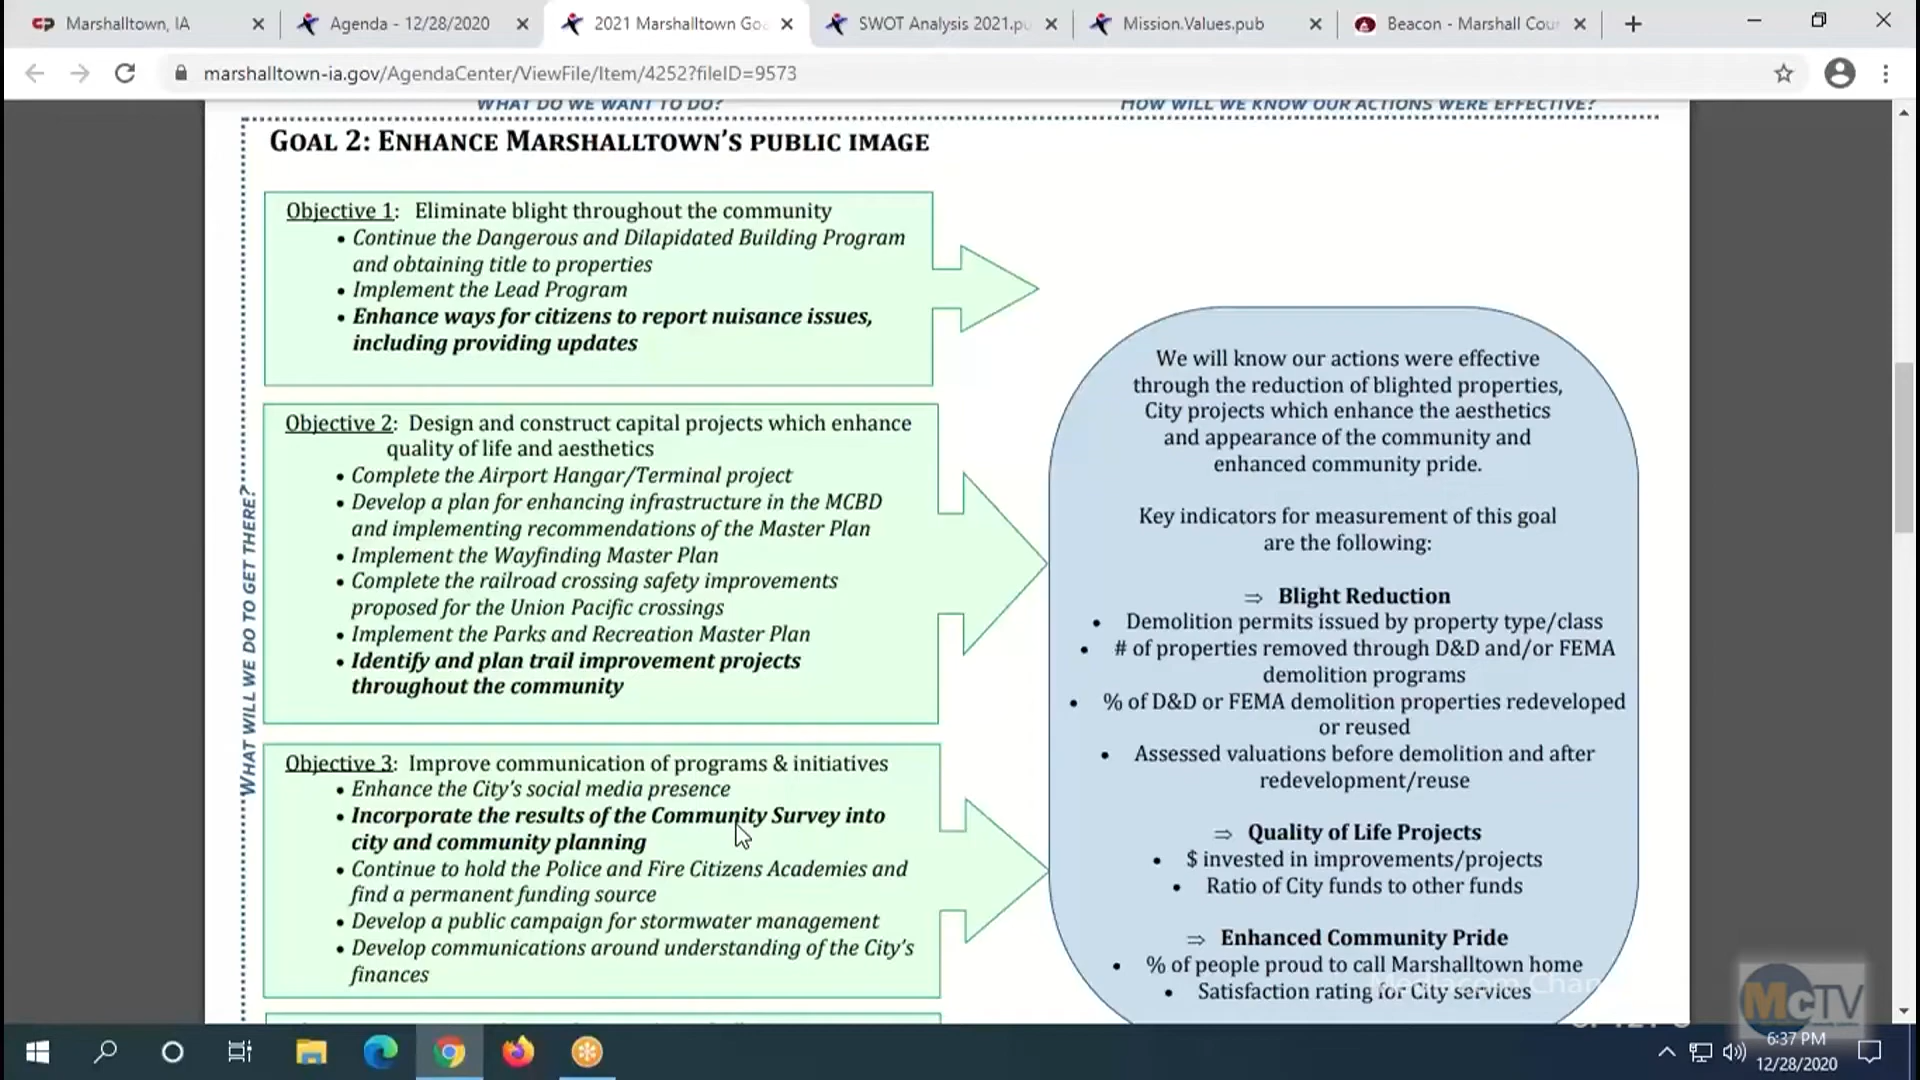 Marshalltown, IA
Agenda - 12/28/2020
2021 Marshalltown Goa
SWOT Analysis 2021.pu
Mission.Values.pub
Beacon - Marshall Cour
marshalltown-ia.gov/AgendaCenter/ViewFile/Item/4252?fileID=9573
WHAT DO WE WANT TO DO?
HOW WILL WE KNOW OUR ACTIONS WERE EFFECTIVE?
WHAT WILL WE DO TO GET THERE?
GOAL 2: ENHANCE MARSHALLTOWN'S PUBLIC IMAGE
Objective 1: Eliminate blight throughout the community
• Continue the Dangerous and Dilapidated Building Program
and obtaining title to properties
• Implement the Lead Program
• Enhance ways for citizens to report nuisance issues,
including providing updates
Objective 2: Design and construct capital projects which enhance
quality of life and aesthetics
• Complete the Airport Hangar/Terminal project
• Develop a plan for enhancing infrastructure in the MCBD
and implementing recommendations of the Master Plan
• Implement the Wayfinding Master Plan
• Complete the railroad crossing safety improvements
proposed for the Union Pacific crossings
• Implement the Parks and Recreation Master Plan
• Identify and plan trail improvement projects
throughout the community
Objective 3: Improve communication of programs & initiatives
• Enhance the City's social media presence
• Incorporate the results of the Community Survey into
city and community planning
• Continue to hold the Police and Fire Citizens Academies and
find a permanent funding source
• Develop a public campaign for stormwater management
• Develop communications around understanding of the City's
finances
We will know our actions were effective
through the reduction of blighted properties,
City projects which enhance the aesthetics
and appearance of the community and
enhanced community pride.
Key indicators for measurement of this goal
are the following:
⇒ Blight Reduction
• Demolition permits issued by property type/class
• # of properties removed through D&D and/or FEMA
demolition programs
• % of D&D or FEMA demolition properties redeveloped
or reused
• Assessed valuations before demolition and after
redevelopment/reuse
⇒ Quality of Life Projects
• $ invested in improvements/projects
• Ratio of City funds to other funds
⇒ Enhanced Community Pride
• % of people proud to call Marshalltown home
• Satisfaction rating for City services
Mediacom Chan
McTV
6:37 PM
12/28/2020